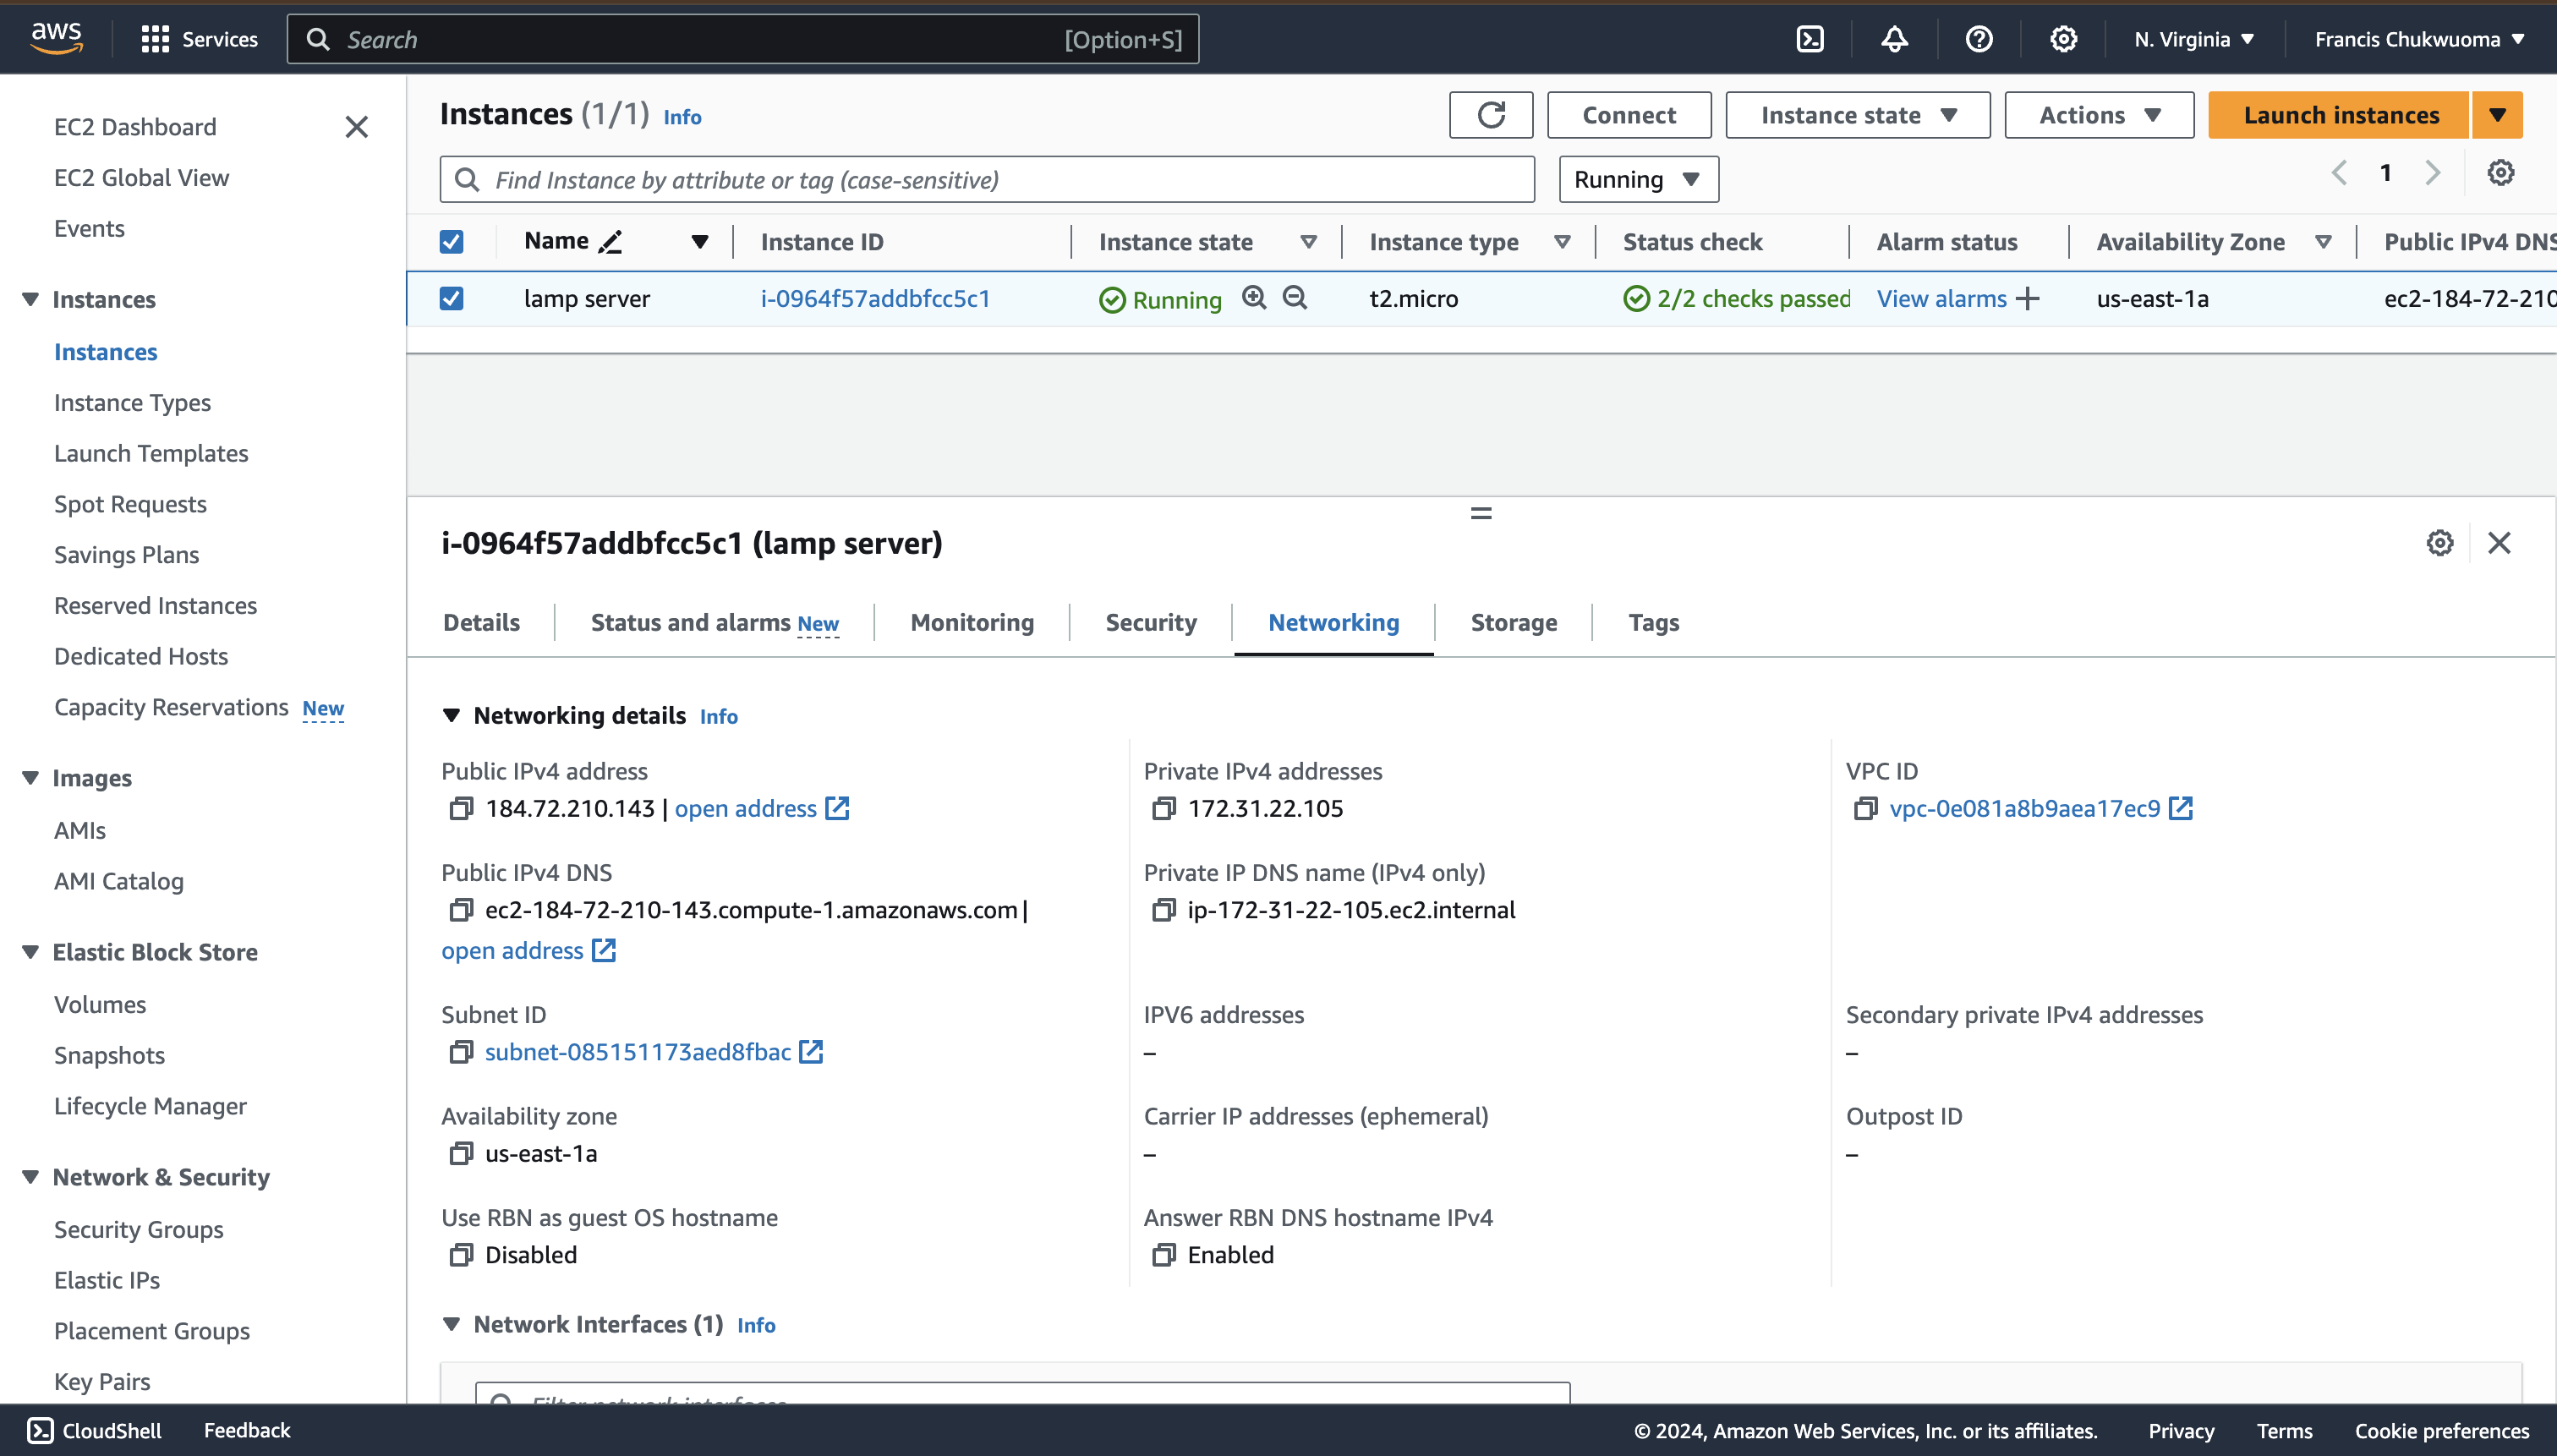 aws
Services
Search [Option+S]
N. Virginia
Francis Chukwuoma
EC2 Dashboard
EC2 Global View
Events
Instances
Instances
Instance Types
Launch Templates
Spot Requests
Savings Plans
Reserved Instances
Dedicated Hosts
Capacity Reservations New
Images
AMIs
AMI Catalog
Elastic Block Store
Volumes
Snapshots
Lifecycle Manager
Network & Security
Security Groups
Elastic IPs
Placement Groups
Key Pairs
Instances (1/1) Info
Connect
Instance state
Actions
Launch instances
Find Instance by attribute or tag (case-sensitive)
Running
1
Name Instance ID Instance state Instance type Status check Alarm status Availability Zone Public IPv4 DNS
lamp server i-0964f57addbfcc5c1 Running t2.micro 2/2 checks passed View alarms us-east-1a ec2-184-72-210
i-0964f57addbfcc5c1 (lamp server)
Details Status and alarms New Monitoring Security Networking Storage Tags
Networking details Info
Public IPv4 address
184.72.210.143 | open address
Private IPv4 addresses
172.31.22.105
VPC ID
vpc-0e081a8b9aea17ec9
Public IPv4 DNS
ec2-184-72-210-143.compute-1.amazonaws.com |
open address
Private IP DNS name (IPv4 only)
ip-172-31-22-105.ec2.internal
Subnet ID
subnet-085151173aed8fbac
IPV6 addresses
–
Secondary private IPv4 addresses
–
Availability zone
us-east-1a
Carrier IP addresses (ephemeral)
–
Outpost ID
–
Use RBN as guest OS hostname
Disabled
Answer RBN DNS hostname IPv4
Enabled
Network Interfaces (1) Info
Filter network interfaces
CloudShell
Feedback
© 2024, Amazon Web Services, Inc. or its affiliates.
Privacy
Terms
Cookie preferences